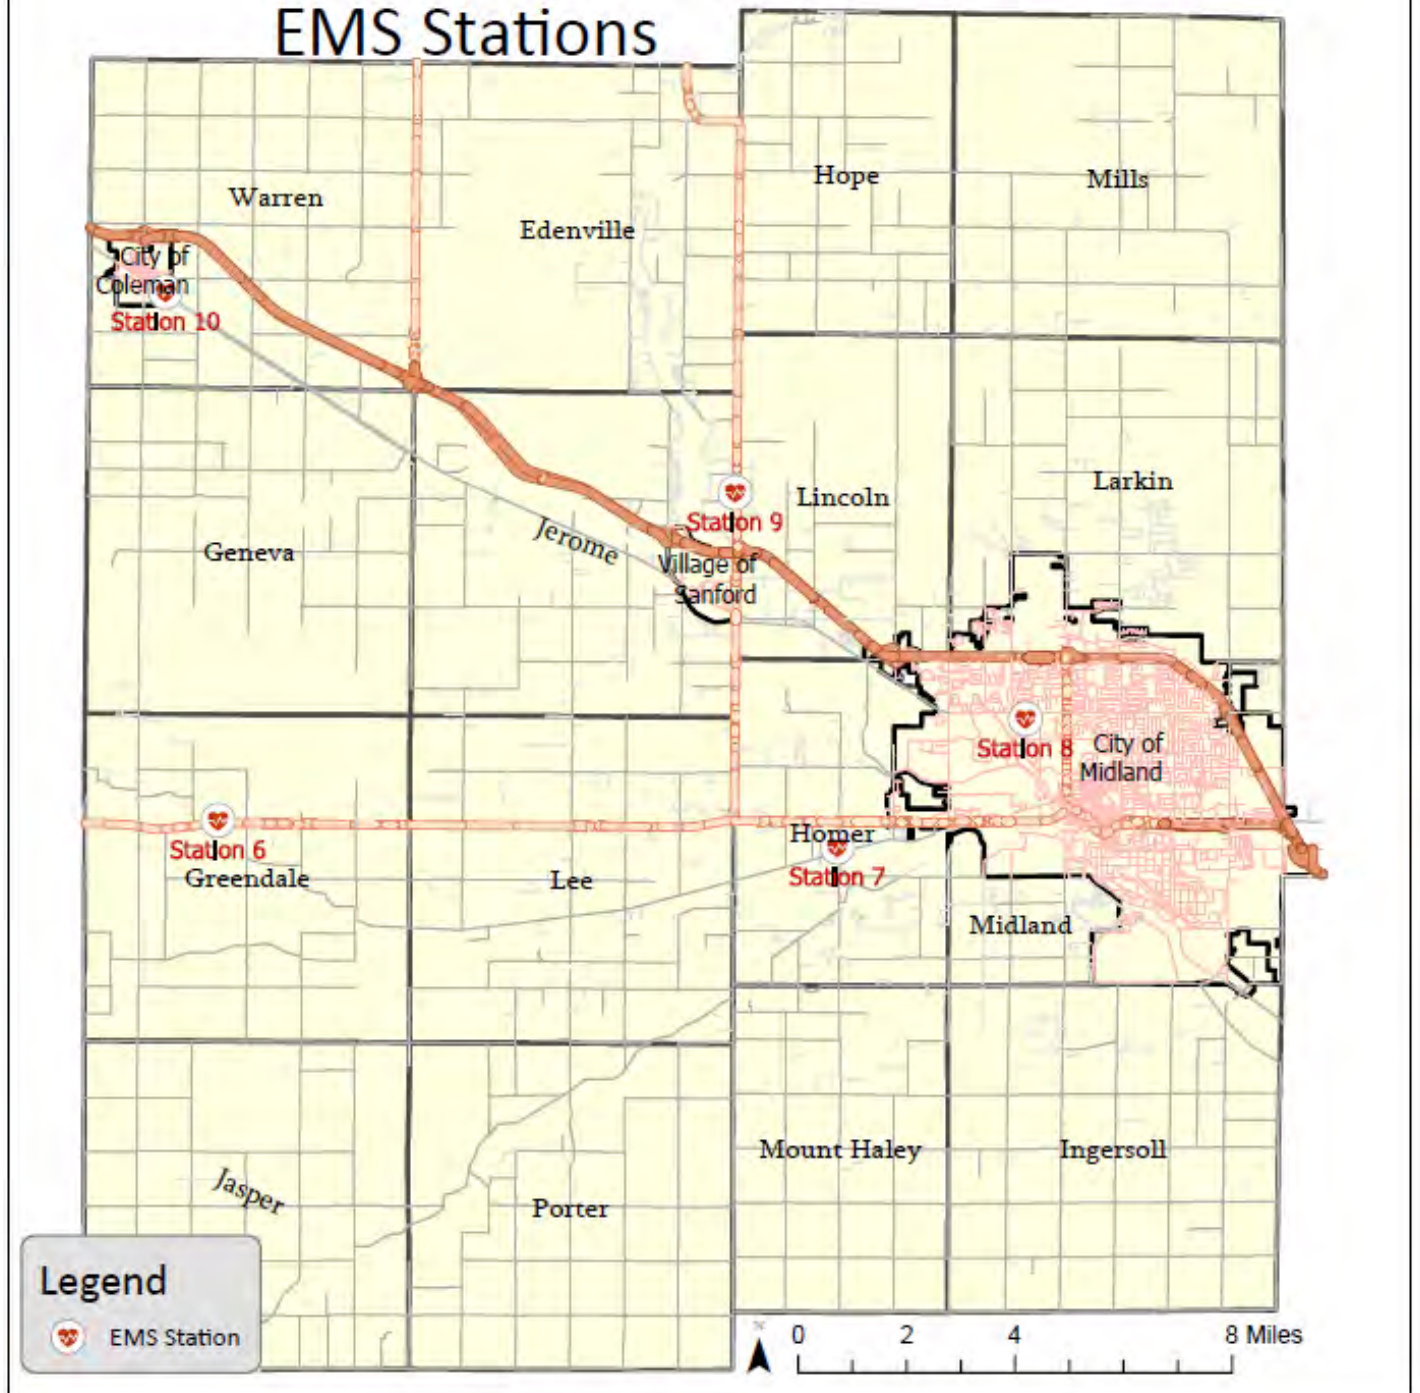 EMS Stations
Hope
Mills
Warren
Edenville
City of
Coleman
Station 10
Larkin
Lincoln
Station 9
Jerome
Geneva
Village of
Sanford
Station 8
City of
Midland
Homer
Station 6
Greendale
Lee
Station 7
Midland
Mount Haley
Ingersoll
Jasper
Porter
Legend
EMS Station
0 2 4 8 Miles